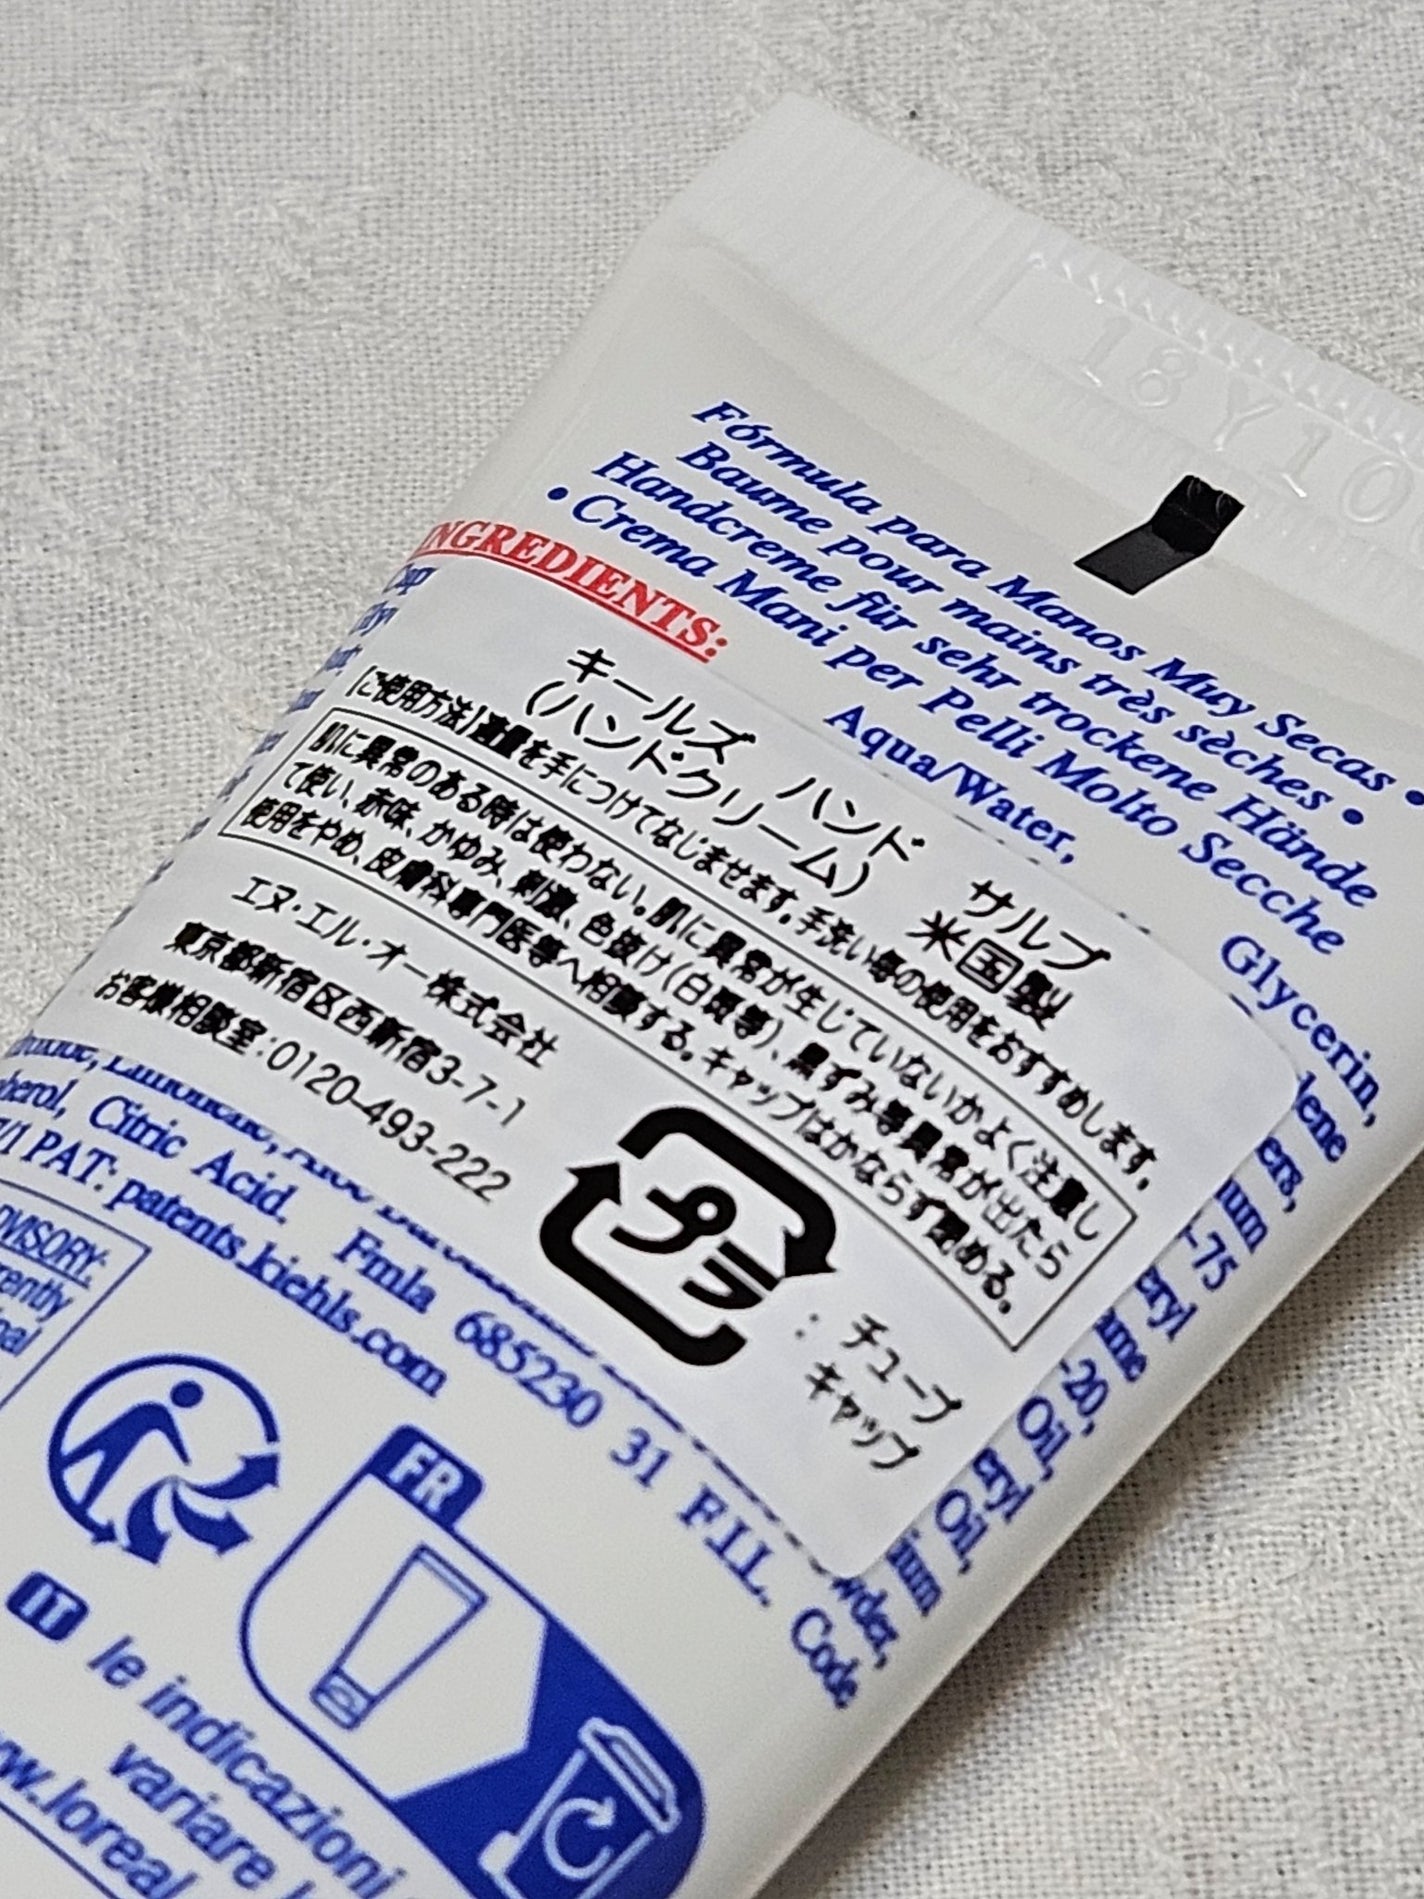 18Y10
Fórmula para Manos Muy Secas •
Baume pour mains très sèches •
Handcreme für sehr trockene Hände
• Crema Mani per Pelli Molto Secche
INGREDIENTS: Aqua/Water, Glycerin,
キールズ ハンド サルブ
(ハンドクリーム) 米国製
【ご使用方法】適量を手につけてなじませます。手洗い毎の使用をおすすめします。
肌に異常のある時は使わない。肌に異常が生じていないかよく注意し
て使い、赤味、かゆみ、刺激、色抜け(白斑等)、黒ずみ等異常が出たら
使用をやめ、皮膚科専門医等へ相談する。キャップはかならず閉める。
エヌ・エル・オー株式会社
東京都新宿区西新宿3-7-1
お客様相談室:0120-493-222
プラ
: チューブ
キャップ
Citric Acid. Fmla 685230 31 F.I.L. Code
PAT: patents.kiehls.com
FR
IT le indicazioni
variare